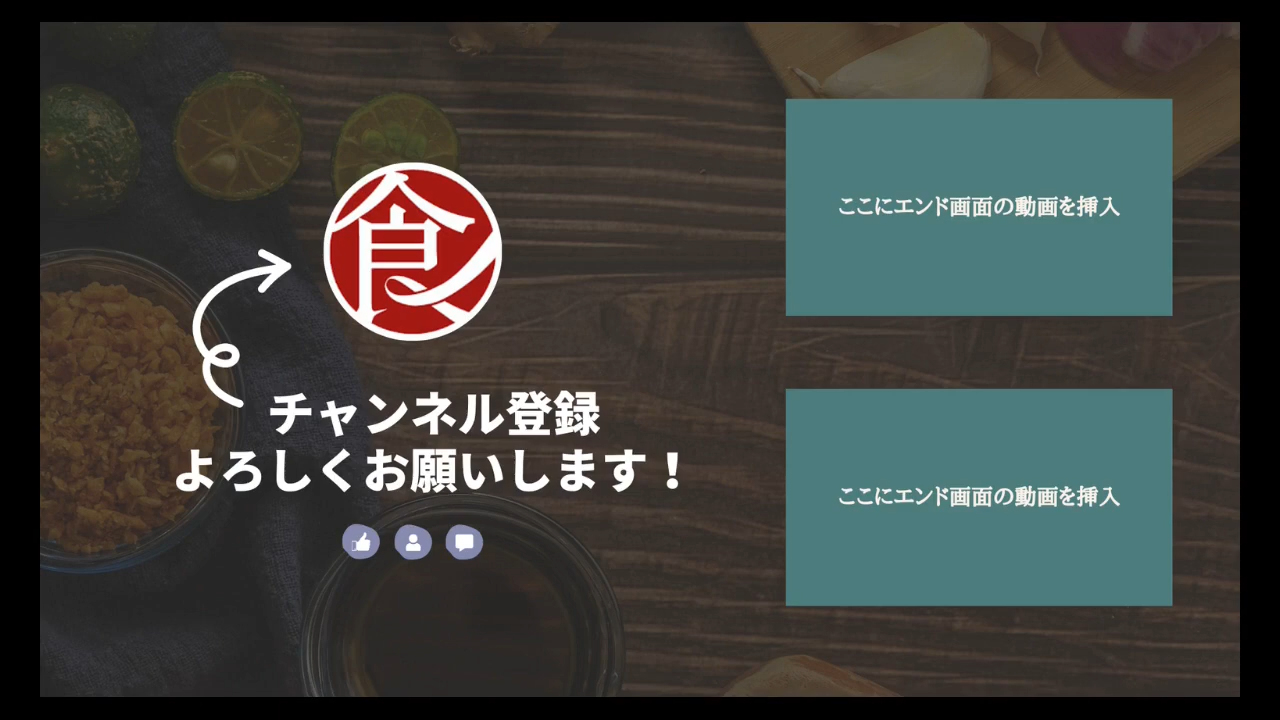 食
チャンネル登録
よろしくお願いします！
ここにエンド画面の動画を挿入
ここにエンド画面の動画を挿入